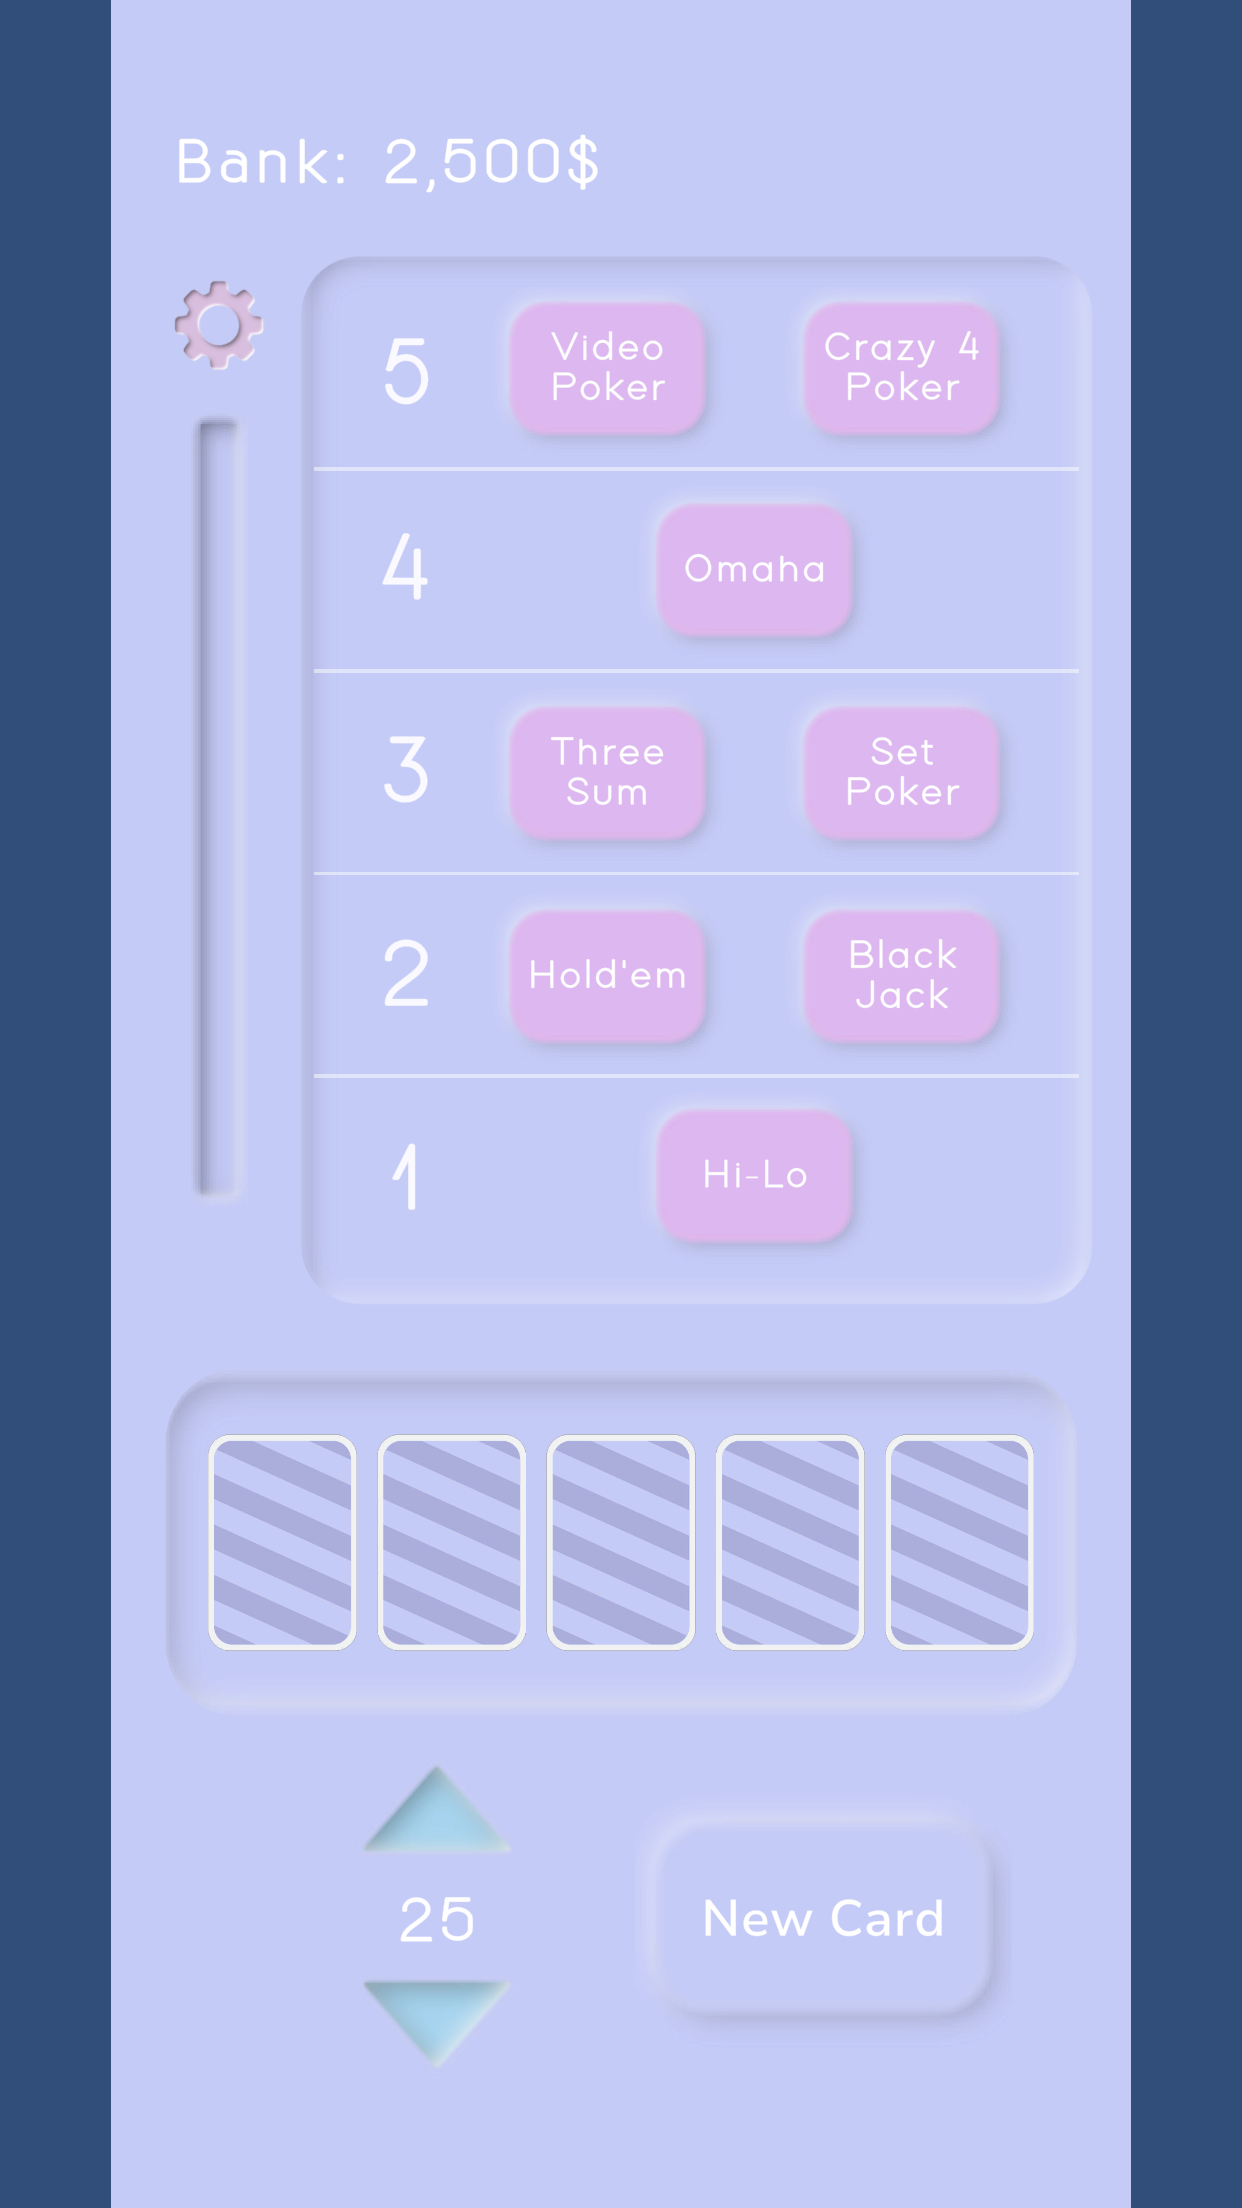 Bank: 2,500$
5
Video
Poker
Crazy 4
Poker
4
Omaha
3
Three
Sum
Set
Poker
2
Hold'em
Black
Jack
1
Hi-Lo
25
New Card